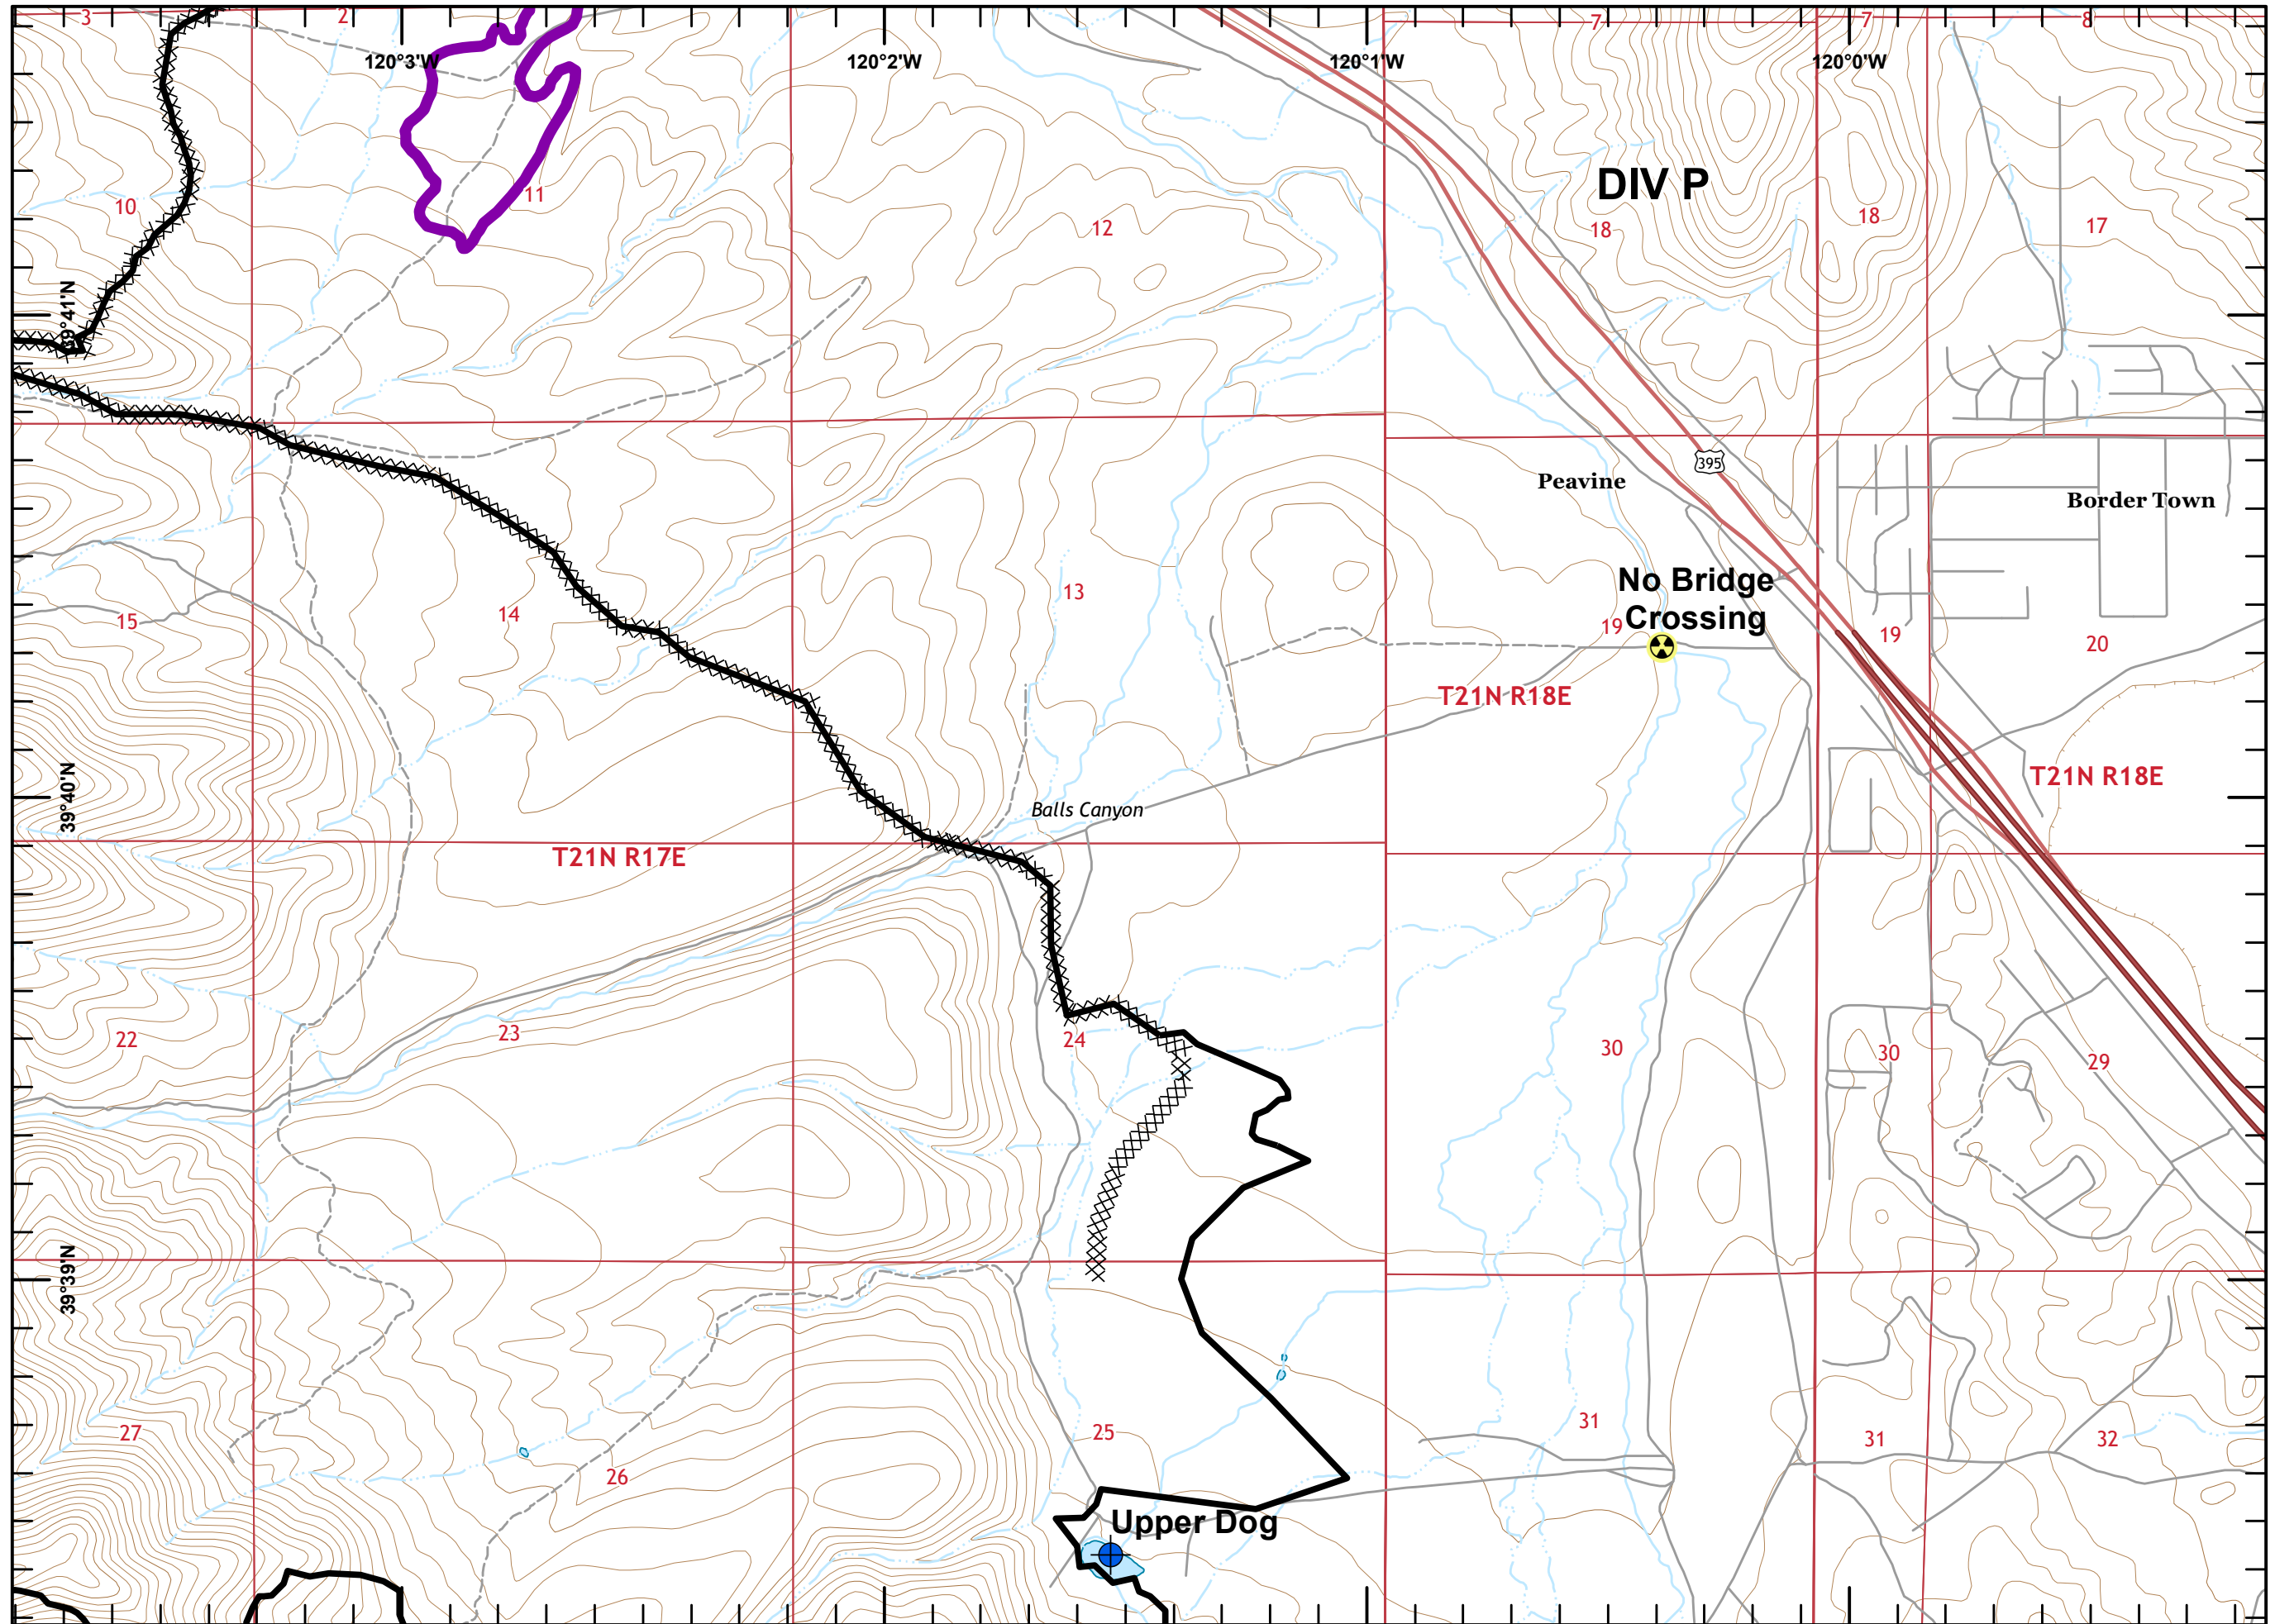 3
2
7
7
8
120°3'W
120°2'W
120°1'W
120°0'W
DIV P
10
11
12
18
18
17
39°41'N
395
Peavine
Border Town
No Bridge
Crossing
15
14
13
19
19
20
T21N R18E
T21N R18E
39°40'N
Balls Canyon
T21N R17E
22
23
24
30
30
29
39°39'N
27
26
25
31
31
32
Upper Dog